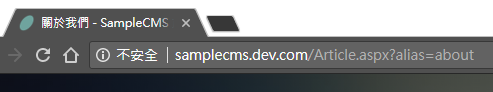 關於我們 - SampleCMS
不安全 samplecms.dev.com/Article.aspx?alias=about